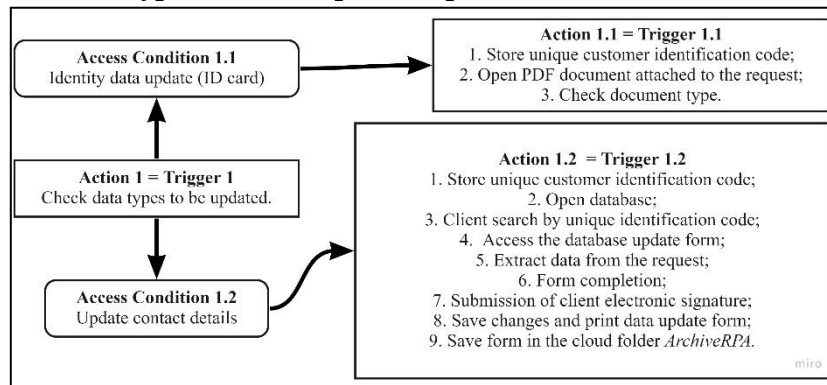 Access Condition 1.1
Identity data update (ID card)
Action 1.1 = Trigger 1.1
1. Store unique customer identification code;
2. Open PDF document attached to the request;
3. Check document type.
Action 1 = Trigger 1
Check data types to be updated.
Access Condition 1.2
Update contact details
Action 1.2 = Trigger 1.2
1. Store unique customer identification code;
2. Open database;
3. Client search by unique identification code;
4. Access the database update form;
5. Extract data from the request;
6. Form completion;
7. Submission of client electronic signature;
8. Save changes and print data update form;
9. Save form in the cloud folder ArchiveRPA.
miro